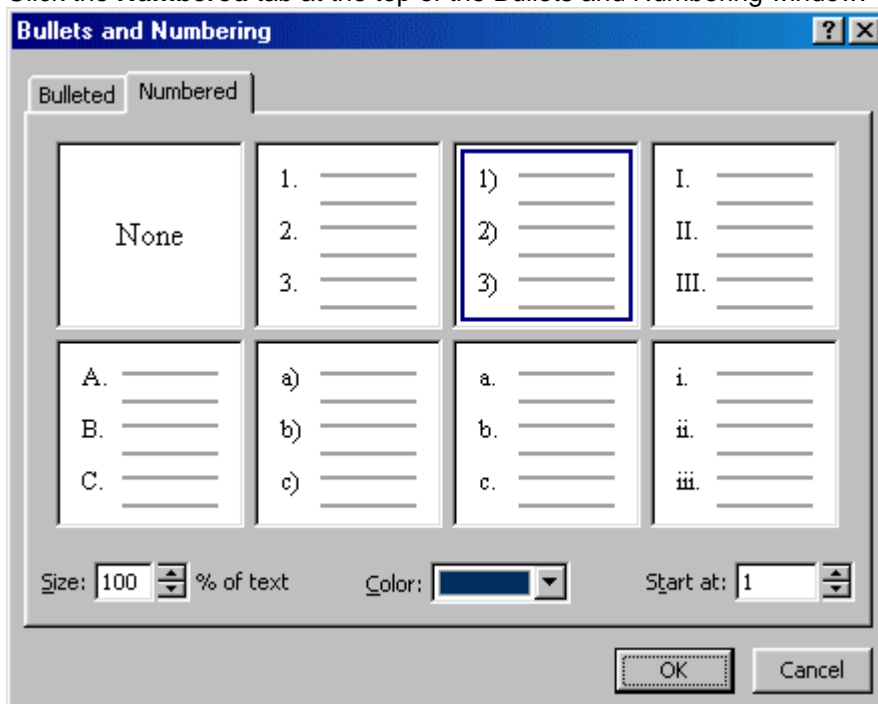 Click the Numbered tab at the top of the Bullets and Numbering window
Bullets and Numbering
Bulleted Numbered
None
1.
2.
3.
1)
2)
3)
I.
II.
III.
A.
B.
C.
a)
b)
c)
a.
b.
c.
i.
ii.
iii.
Size: 100 % of text Color: Start at: 1
OK Cancel